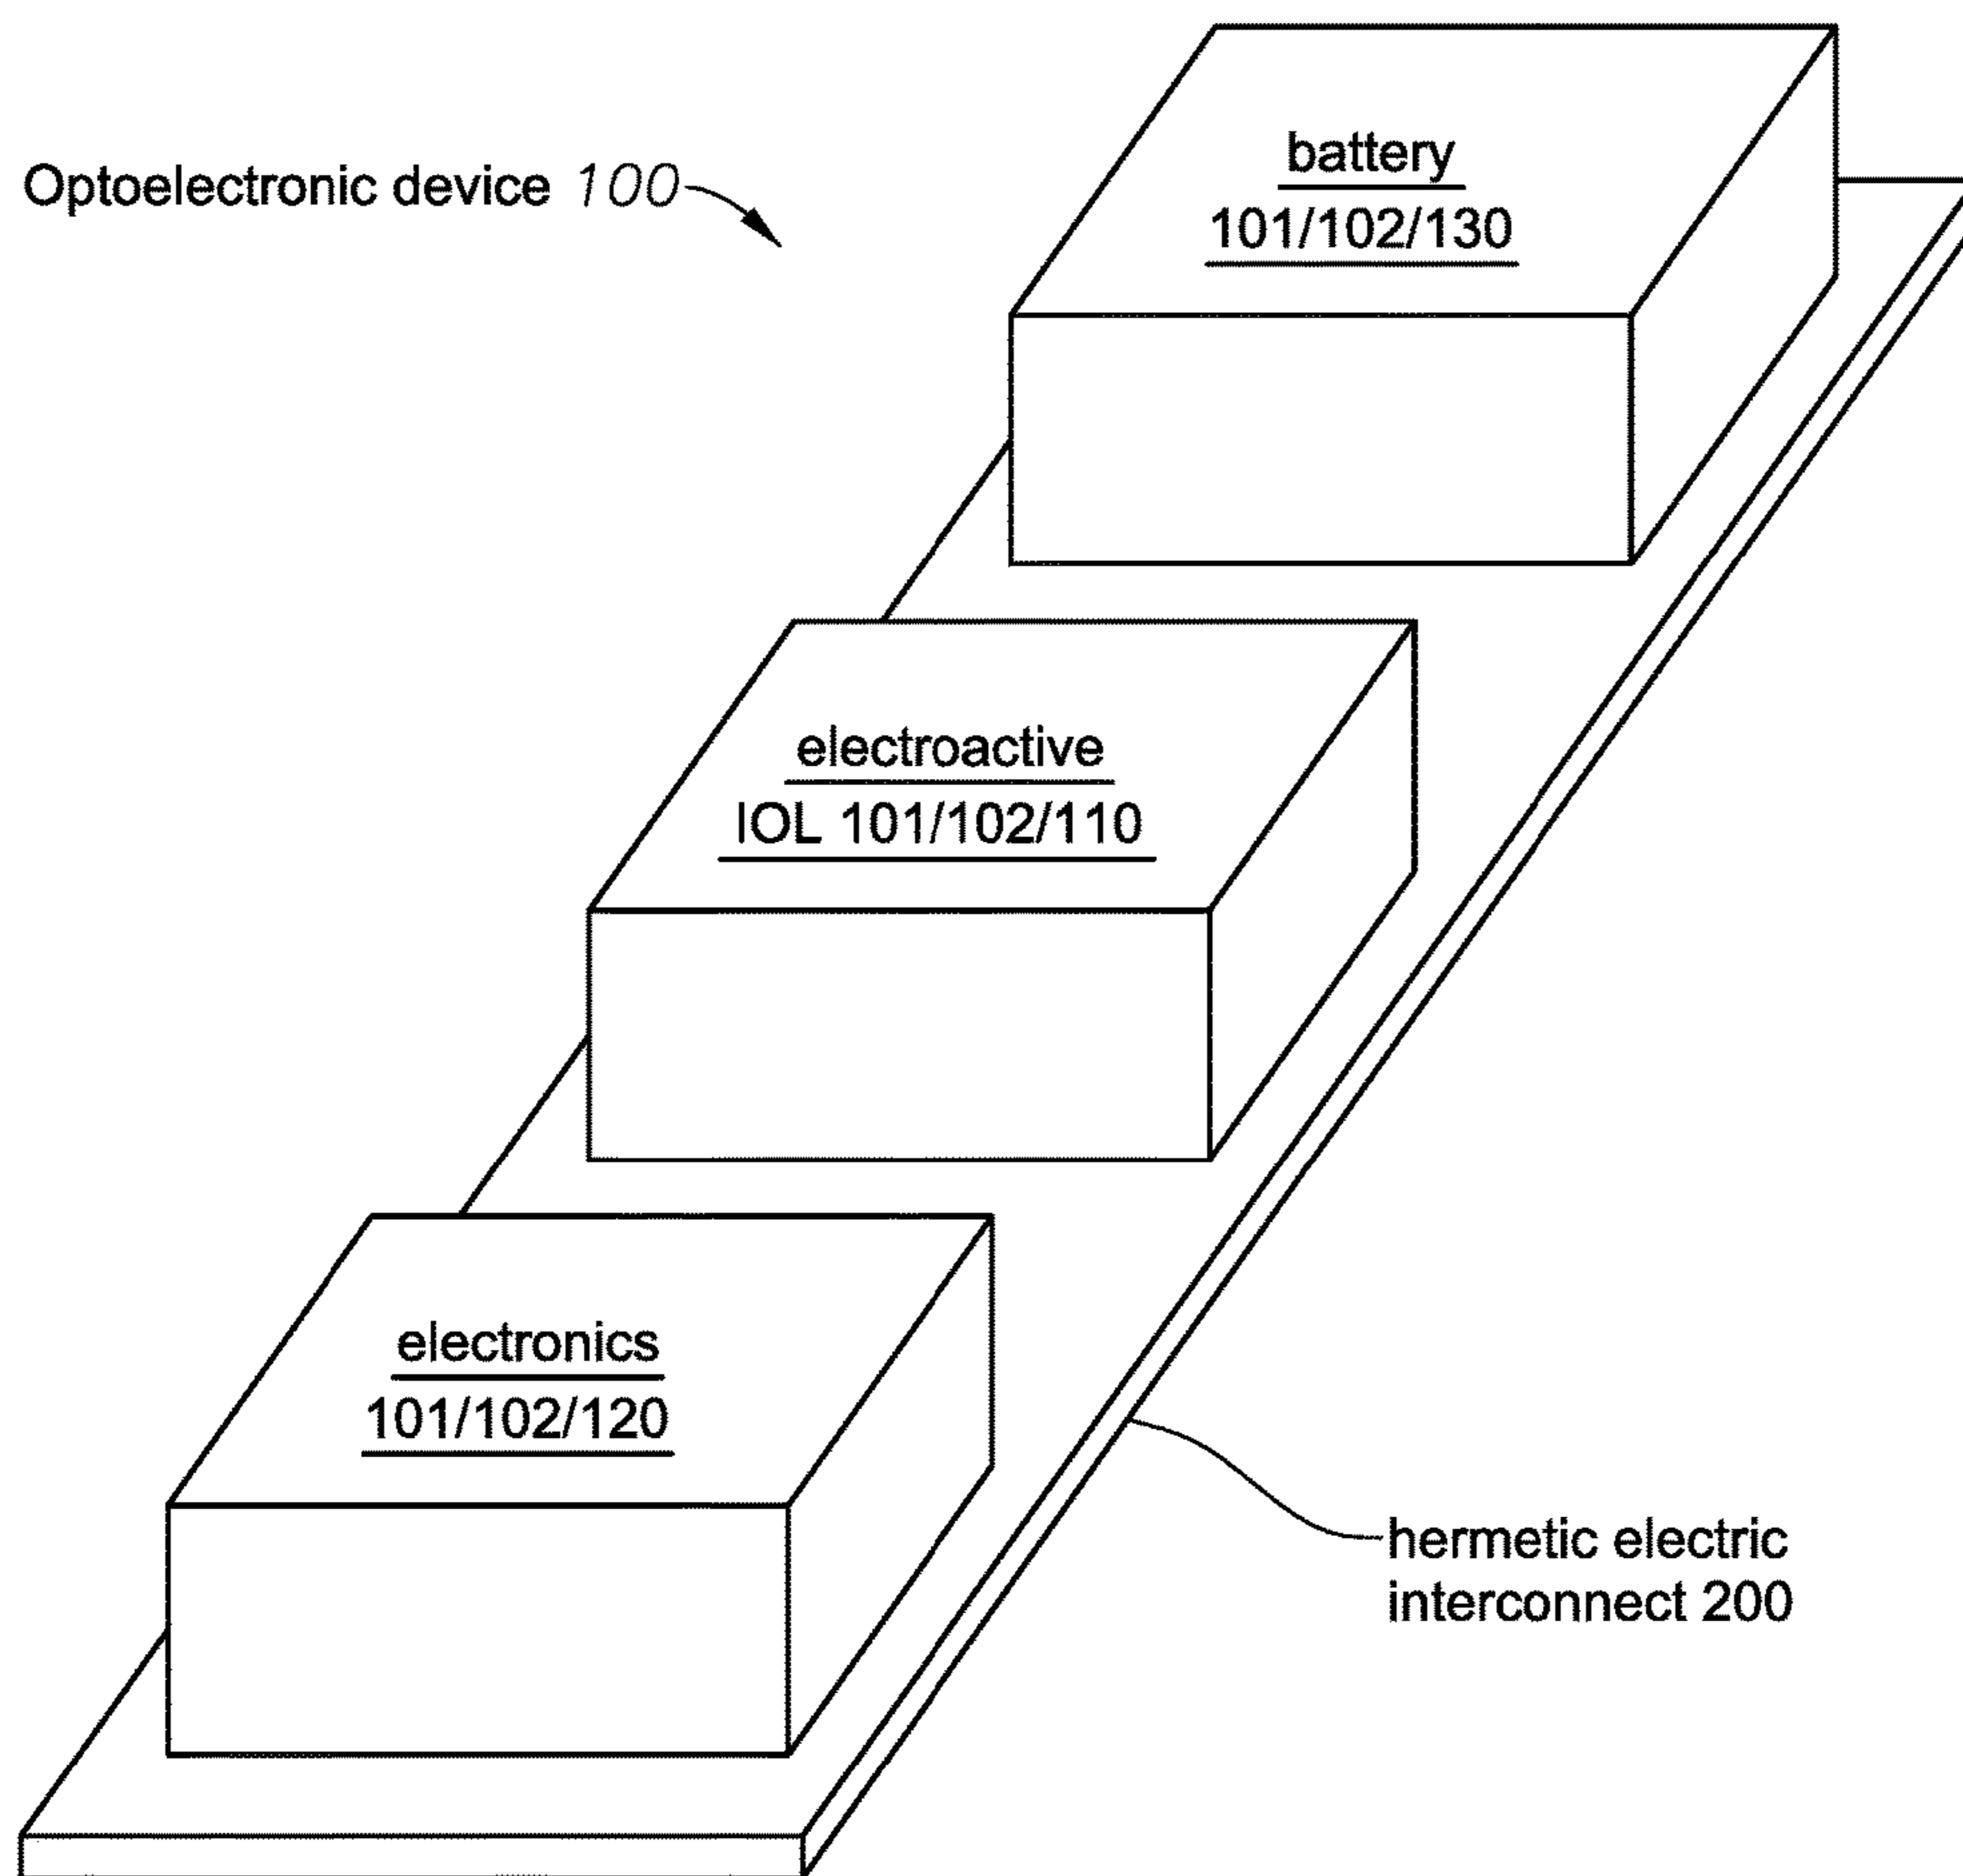 Optoelectronic device 100
battery
101/102/130
electroactive
IOL 101/102/110
electronics
101/102/120
hermetic electric
interconnect 200